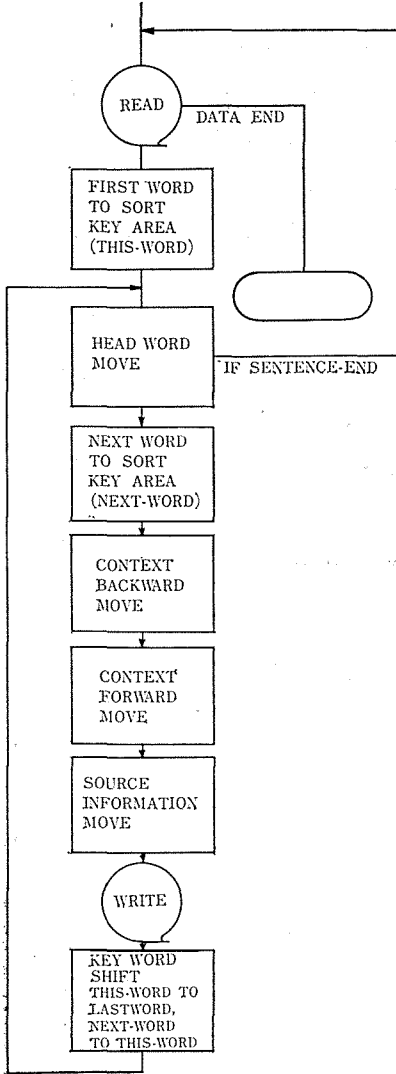 READ
DATA END
FIRST WORD
TO SORT
KEY AREA
(THIS-WORD)
HEAD WORD
MOVE
IF SENTENCE-END
NEXT WORD
TO SORT
KEY AREA
(NEXT-WORD)
CONTEXT
BACKWARD
MOVE
CONTEXT
FORWARD
MOVE
SOURCE
INFORMATION
MOVE
WRITE
KEY WORD
SHIFT
THIS-WORD TO
LASTWORD,
NEXT-WORD
TO THIS-WORD